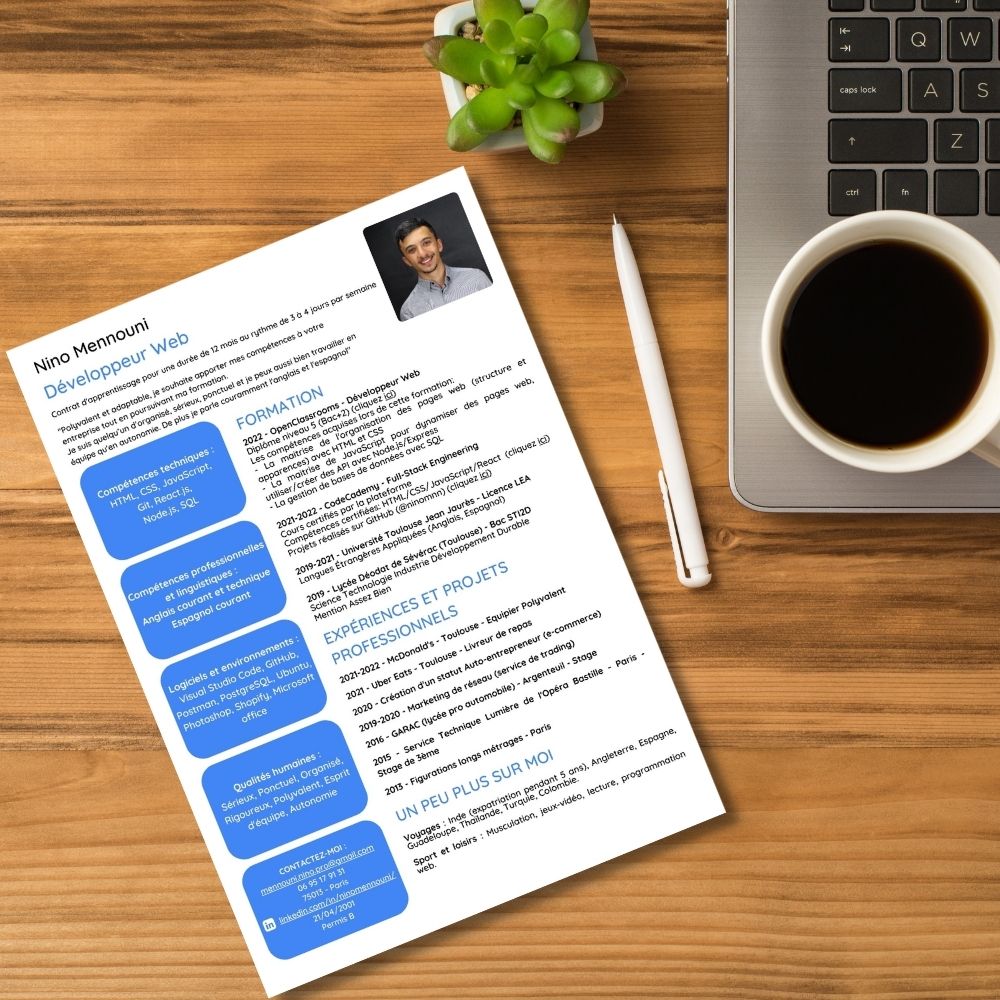 Nino Mennouni
Développeur Web
Contrat d'apprentissage pour une durée de 12 mois au rythme de 3 à 4 jours par semaine
"Polyvalent et adaptable, je souhaite apporter mes compétences à votre
entreprise tout en poursuivant ma formation.
Je suis quelqu'un d'organisé, sérieux, ponctuel et je peux aussi bien travailler en
équipe qu'en autonomie. De plus je parle couramment l'anglais et l'espagnol"
Compétences techniques :
HTML, CSS, JavaScript,
Git, React.js,
Node.js, SQL
Compétences professionnelles
et linguistiques :
Anglais courant et technique
Espagnol courant
Logiciels et environnements :
Visual Studio Code, GitHub,
Postman, PostgreSQL, Ubuntu,
Photoshop, Shopify, Microsoft
office
Qualités humaines :
Sérieux, Ponctuel, Organisé,
Rigoureux, Polyvalent, Esprit
d'équipe, Autonomie
CONTACTEZ-MOI :
mennouni.nino.pro@gmail.com
06 95 17 91 31
75013 - Paris
in linkedin.com/in/ninomennouni/
21/04/2001
Permis B
FORMATION
2022 - OpenClassrooms - Développeur Web
Diplôme niveau 5 (Bac+2) (cliquez ici)
Les compétences acquises lors de cette formation:
- La maitrise de l'organisation des pages web (structure et
apparences) avec HTML et CSS
- La maitrise de JavaScript pour dynamiser des pages web,
utiliser/créer des API avec Node.js/Express
- La gestion de bases de données avec SQL
2021-2022 - CodeCademy - Full-Stack Engineering
Cours certifiés par la plateforme
Compétences certifiées: HTML/CSS/JavaScript/React (cliquez ici)
Projets réalisés sur GitHub (@ninomnn) (cliquez ici)
2019-2021 - Université Toulouse Jean Jaurès - Licence LEA
Langues Étrangères Appliquées (Anglais, Espagnol)
2019 - Lycée Déodat de Sévérac (Toulouse) - Bac STI2D
Science Technologie Industrie Développement Durable
Mention Assez Bien
EXPÉRIENCES ET PROJETS
PROFESSIONNELS
2021-2022 - McDonald's - Toulouse - Equipier Polyvalent
2021 - Uber Eats - Toulouse - Livreur de repas
2020 - Création d'un statut Auto-entrepreneur (e-commerce)
2019-2020 - Marketing de réseau (service de trading)
2016 - GARAC (lycée pro automobile) - Argenteuil - Stage
2015 - Service Technique Lumière de l'Opéra Bastille - Paris -
Stage de 3ème
2013 - Figurations longs métrages - Paris
UN PEU PLUS SUR MOI
Voyages : Inde (expatriation pendant 5 ans), Angleterre, Espagne,
Guadeloupe, Thaïlande, Turquie, Colombie.
Sport et loisirs : Musculation, jeux-vidéo, lecture, programmation
web.
Q W
caps lock A S
Z
ctrl fn